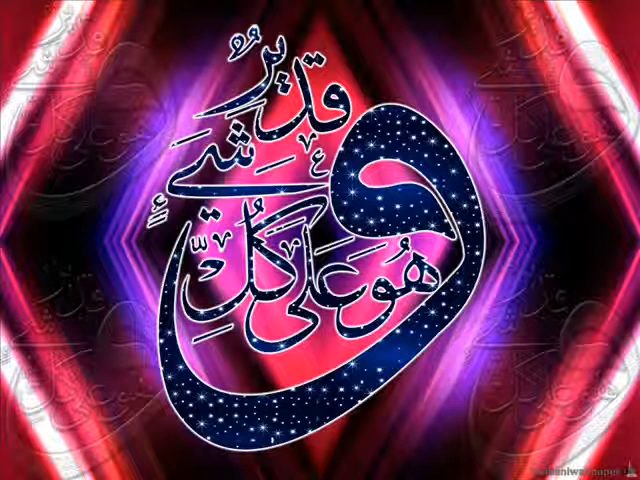 وَهُوَ عَلَىٰ كُلِّ شَيْءٍ قَدِيرٌ